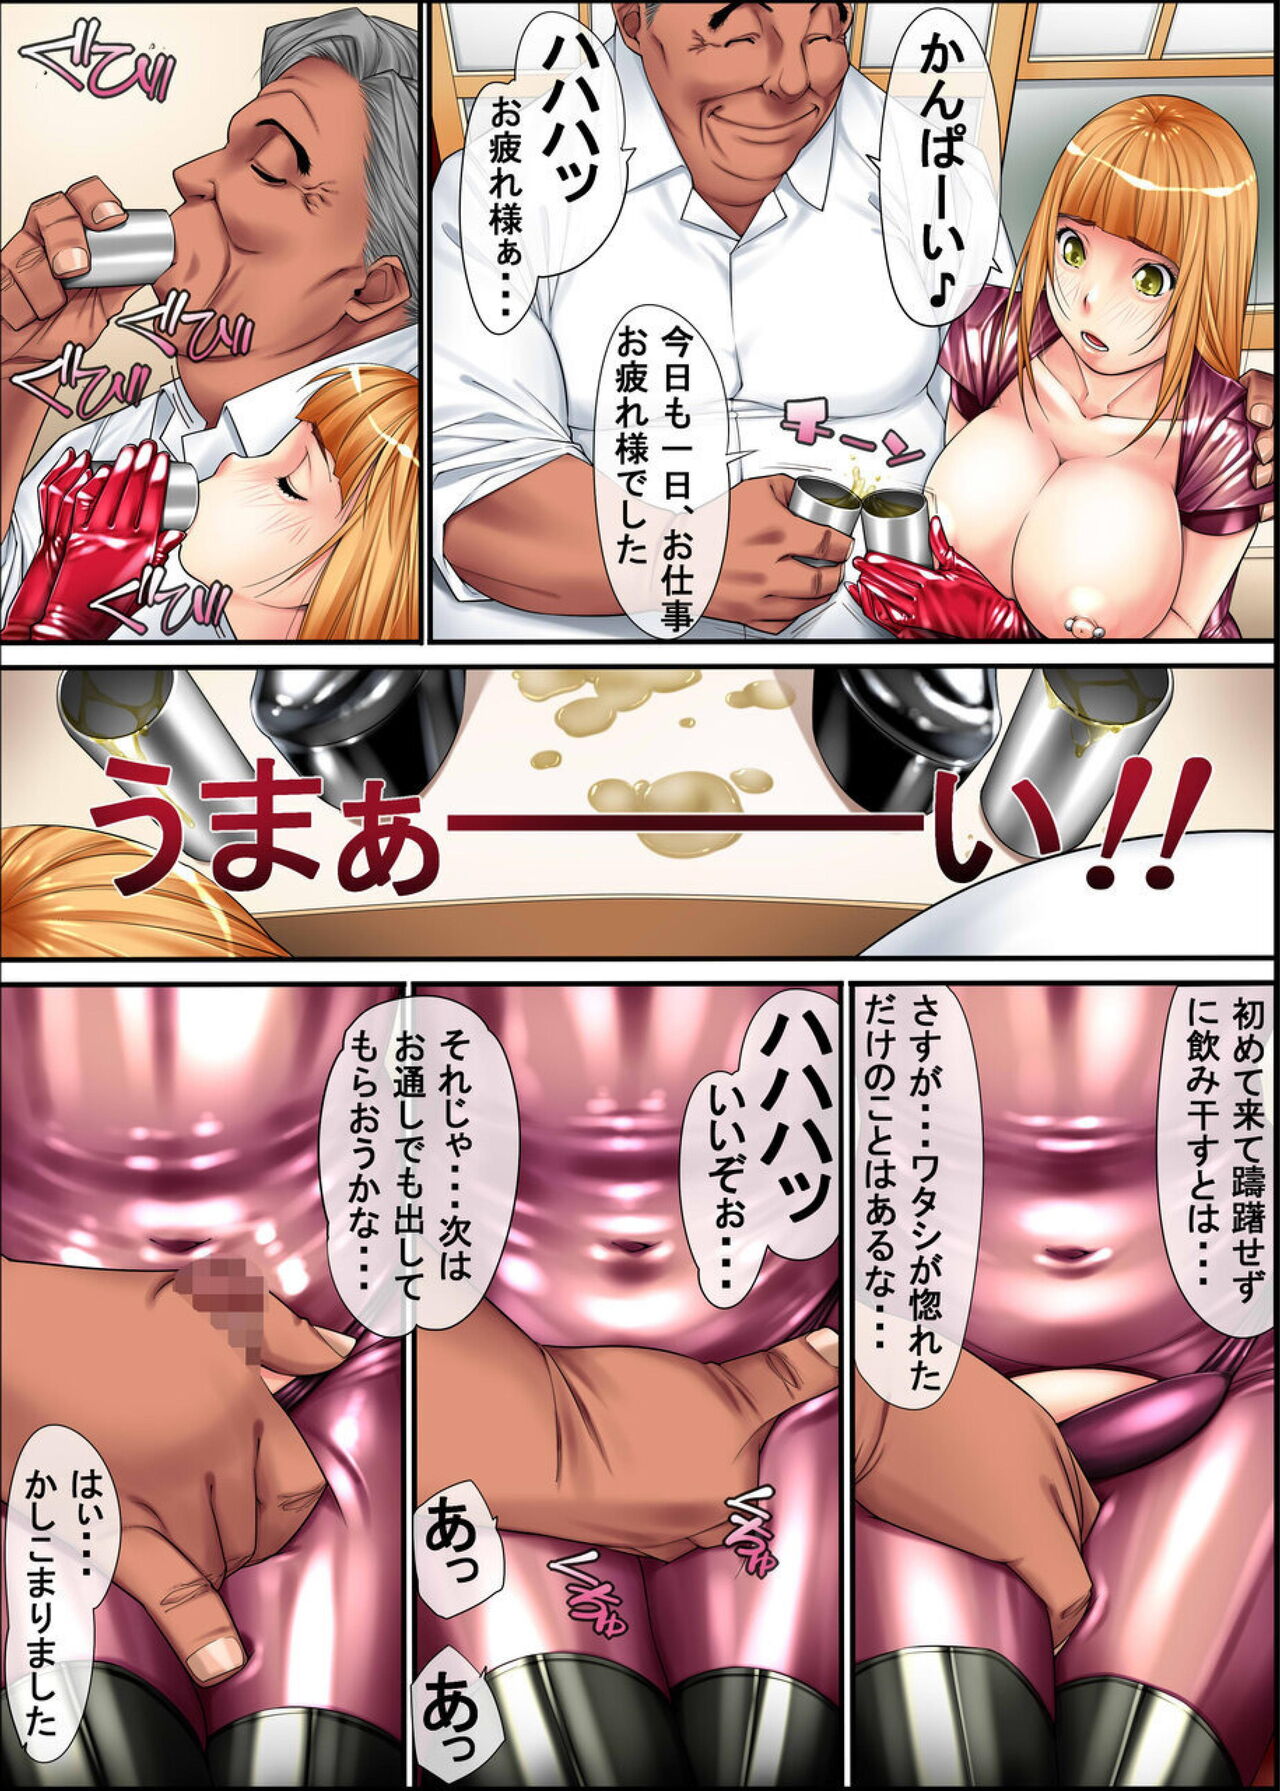 かんぱーい♪
ハハハッ
お疲れ様ぁ・・・
今日も一日、お仕事
お疲れ様でした
チーン
ぐびっ
ぐびっ
ぐびっ
ぐびっ
うまぁーーーい!!
初めて来て躊躇せず
に飲み干すとは・・・
さすが・・・ワタシが惚れた
だけのことはあるな・・・
ハハハッ
いいぞぉ・・・
くちゅ
くちゅ
あっ
あっ
それじゃ・・・次は
お通しでも出して
もらおうかな・・・
はい・・・
かしこまりました